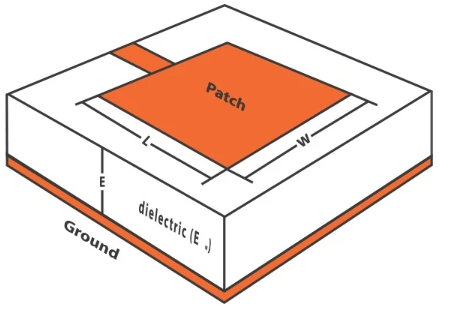 Patch
L
W
E
dielectric (E
Ground